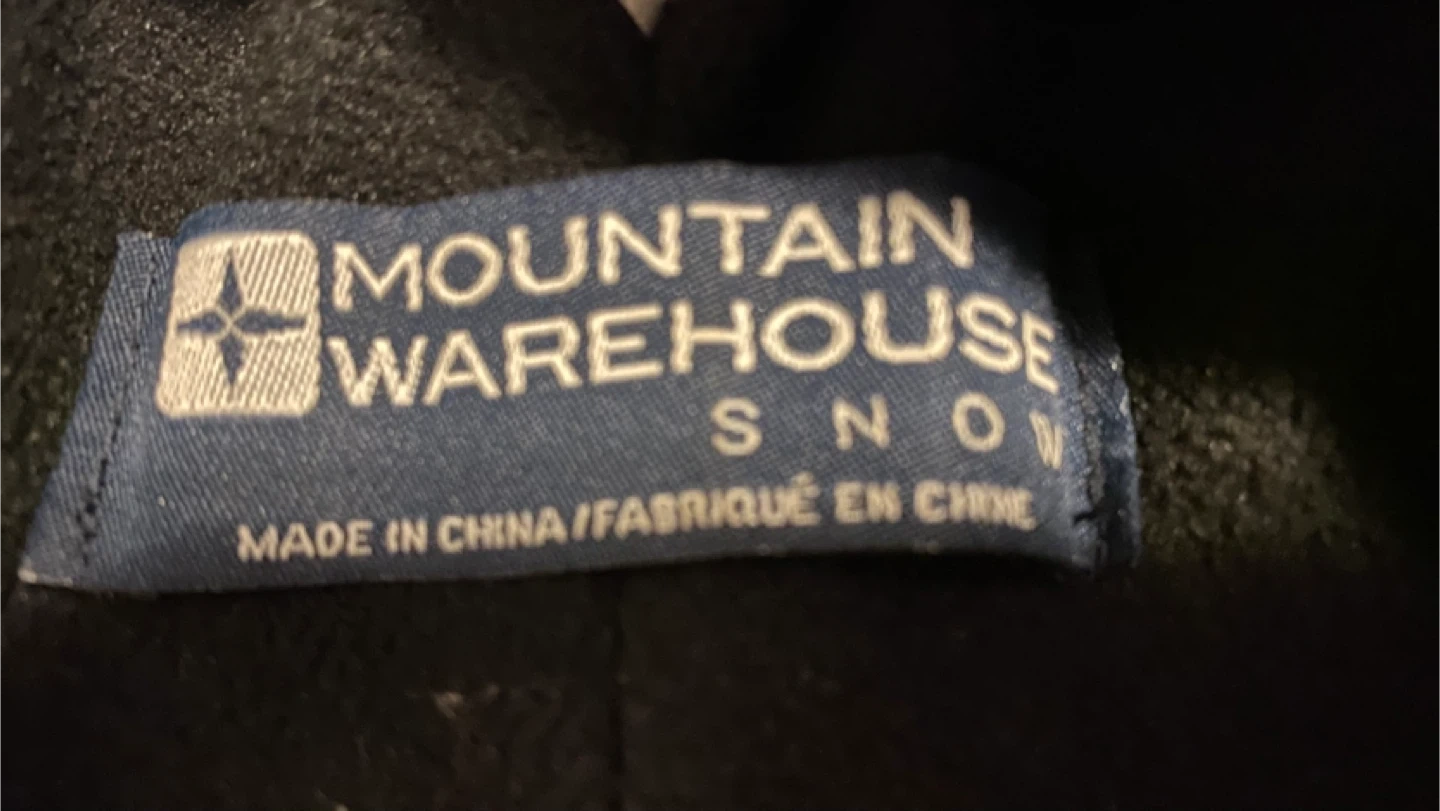 MOUNTAIN
WAREHOUSE
SNOW
MADE IN CHINA/FABRIQUÉ EN CHINE